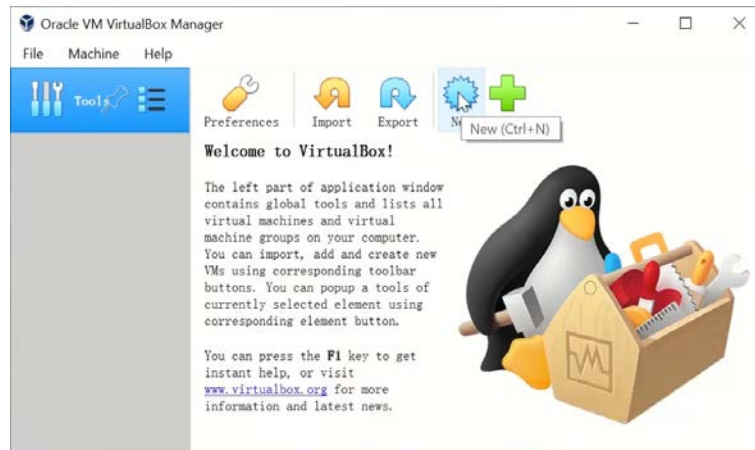 Oracle VM VirtualBox Manager
File Machine Help
Tools
Preferences Import Export
New (Ctrl+N)
Welcome to VirtualBox!
The left part of application window
contains global tools and lists all
virtual machines and virtual
machine groups on your computer.
You can import, add and create new
VMs using corresponding toolbar
buttons. You can popup a tools of
currently selected element using
corresponding element button.
You can press the F1 key to get
instant help, or visit
www.virtualbox.org for more
information and latest news.